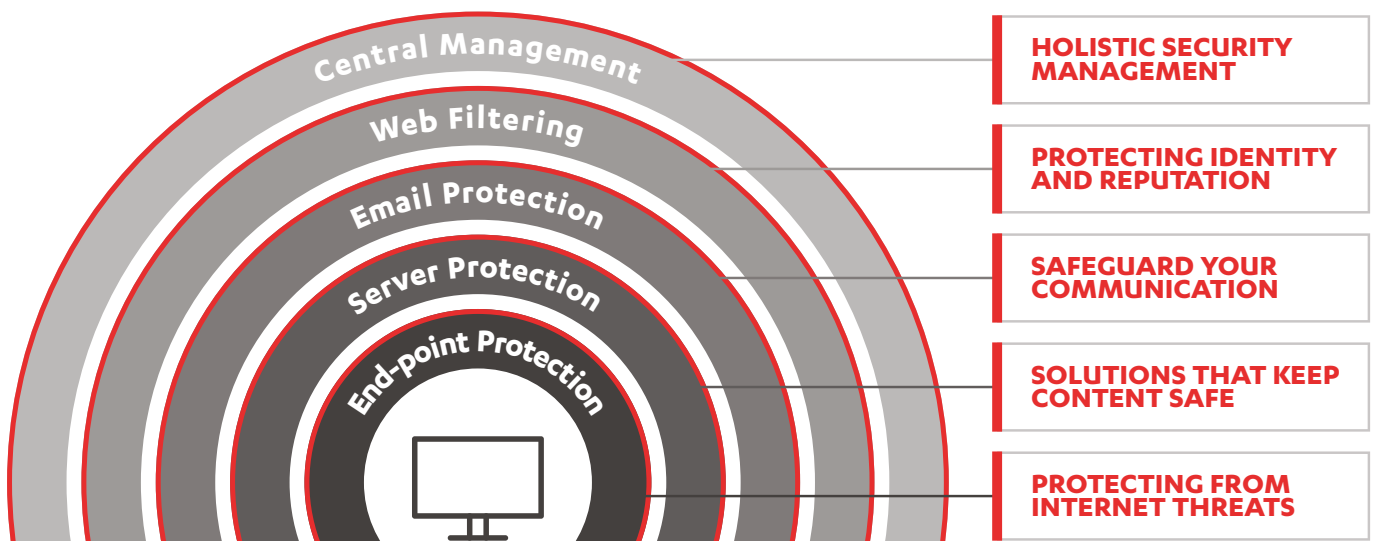 Central Management
Web Filtering
Email Protection
Server Protection
End-point Protection
HOLISTIC SECURITY
MANAGEMENT
PROTECTING IDENTITY
AND REPUTATION
SAFEGUARD YOUR
COMMUNICATION
SOLUTIONS THAT KEEP
CONTENT SAFE
PROTECTING FROM
INTERNET THREATS